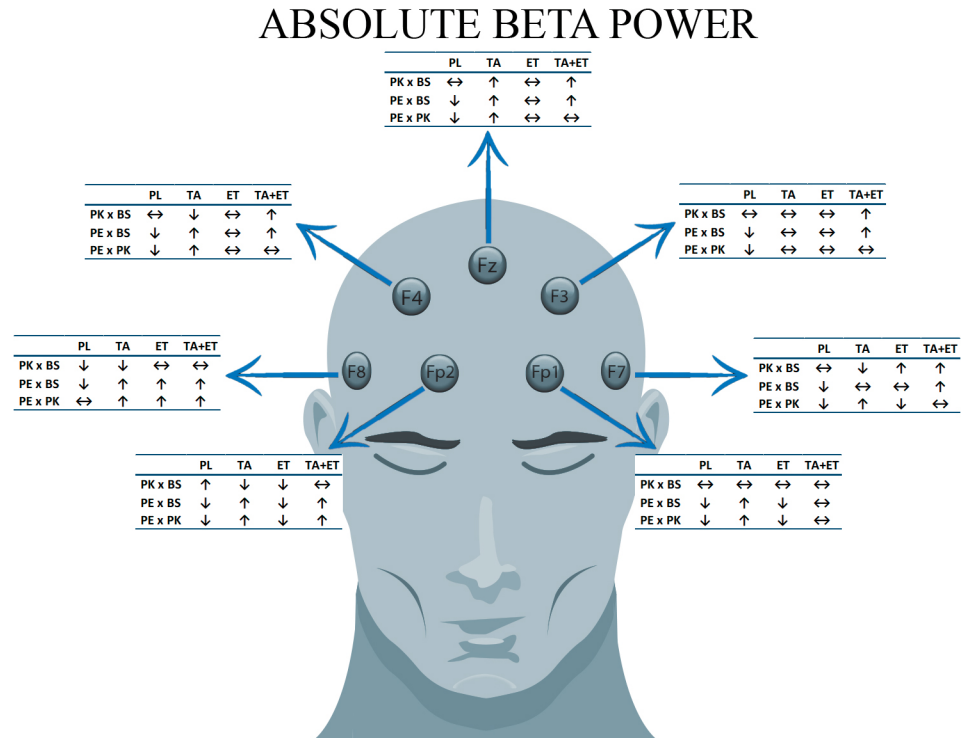 ABSOLUTE BETA POWER
PL TA ET TA+ET
PK x BS ↔ ↑ ↔ ↑
PE x BS ↓ ↑ ↔ ↑
PE x PK ↓ ↑ ↔ ↔
PL TA ET TA+ET
PK x BS ↔ ↓ ↔ ↑
PE x BS ↓ ↑ ↔ ↑
PE x PK ↓ ↑ ↔ ↔
PL TA ET TA+ET
PK x BS ↔ ↔ ↔ ↑
PE x BS ↓ ↔ ↔ ↑
PE x PK ↓ ↔ ↔ ↔
Fz
F4
F3
PL TA ET TA+ET
PK x BS ↓ ↓ ↔ ↔
PE x BS ↓ ↑ ↑ ↑
PE x PK ↔ ↑ ↑ ↑
F8
Fp2
Fp1
F7
PL TA ET TA+ET
PK x BS ↔ ↓ ↑ ↑
PE x BS ↓ ↔ ↔ ↑
PE x PK ↓ ↑ ↓ ↔
PL TA ET TA+ET
PK x BS ↑ ↓ ↓ ↔
PE x BS ↓ ↑ ↓ ↑
PE x PK ↓ ↑ ↓ ↑
PL TA ET TA+ET
PK x BS ↔ ↔ ↔ ↔
PE x BS ↓ ↑ ↓ ↔
PE x PK ↓ ↑ ↓ ↔